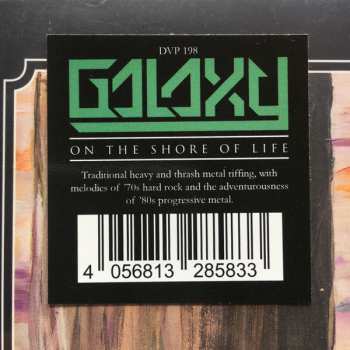 DVP 198
GALAXY
ON THE SHORE OF LIFE
Traditional heavy and thrash metal riffing, with
melodies of '70s hard rock and the adventurousness
of '80s progressive metal.
4 056813 285833